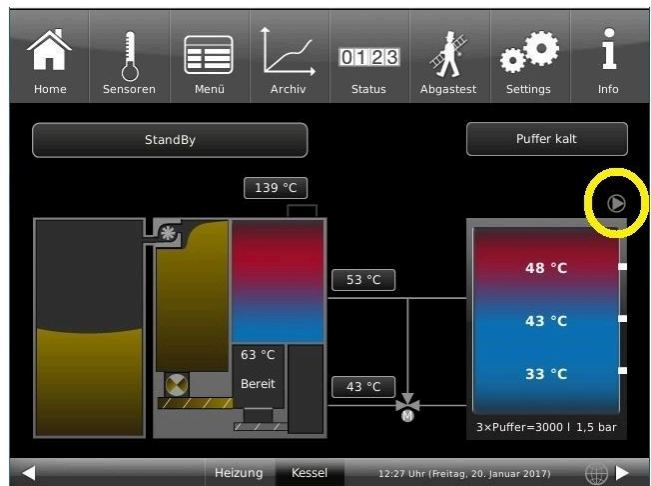 0123
Home Sensoren Menü Archiv Status Abgastest Settings Info
StandBy
Puffer kalt
139 °C
53 °C
48 °C
43 °C
33 °C
63 °C
Bereit
43 °C
M
3×Puffer=3000 l 1,5 bar
Heizung Kessel 12:27 Uhr (Freitag, 20. Januar 2017)